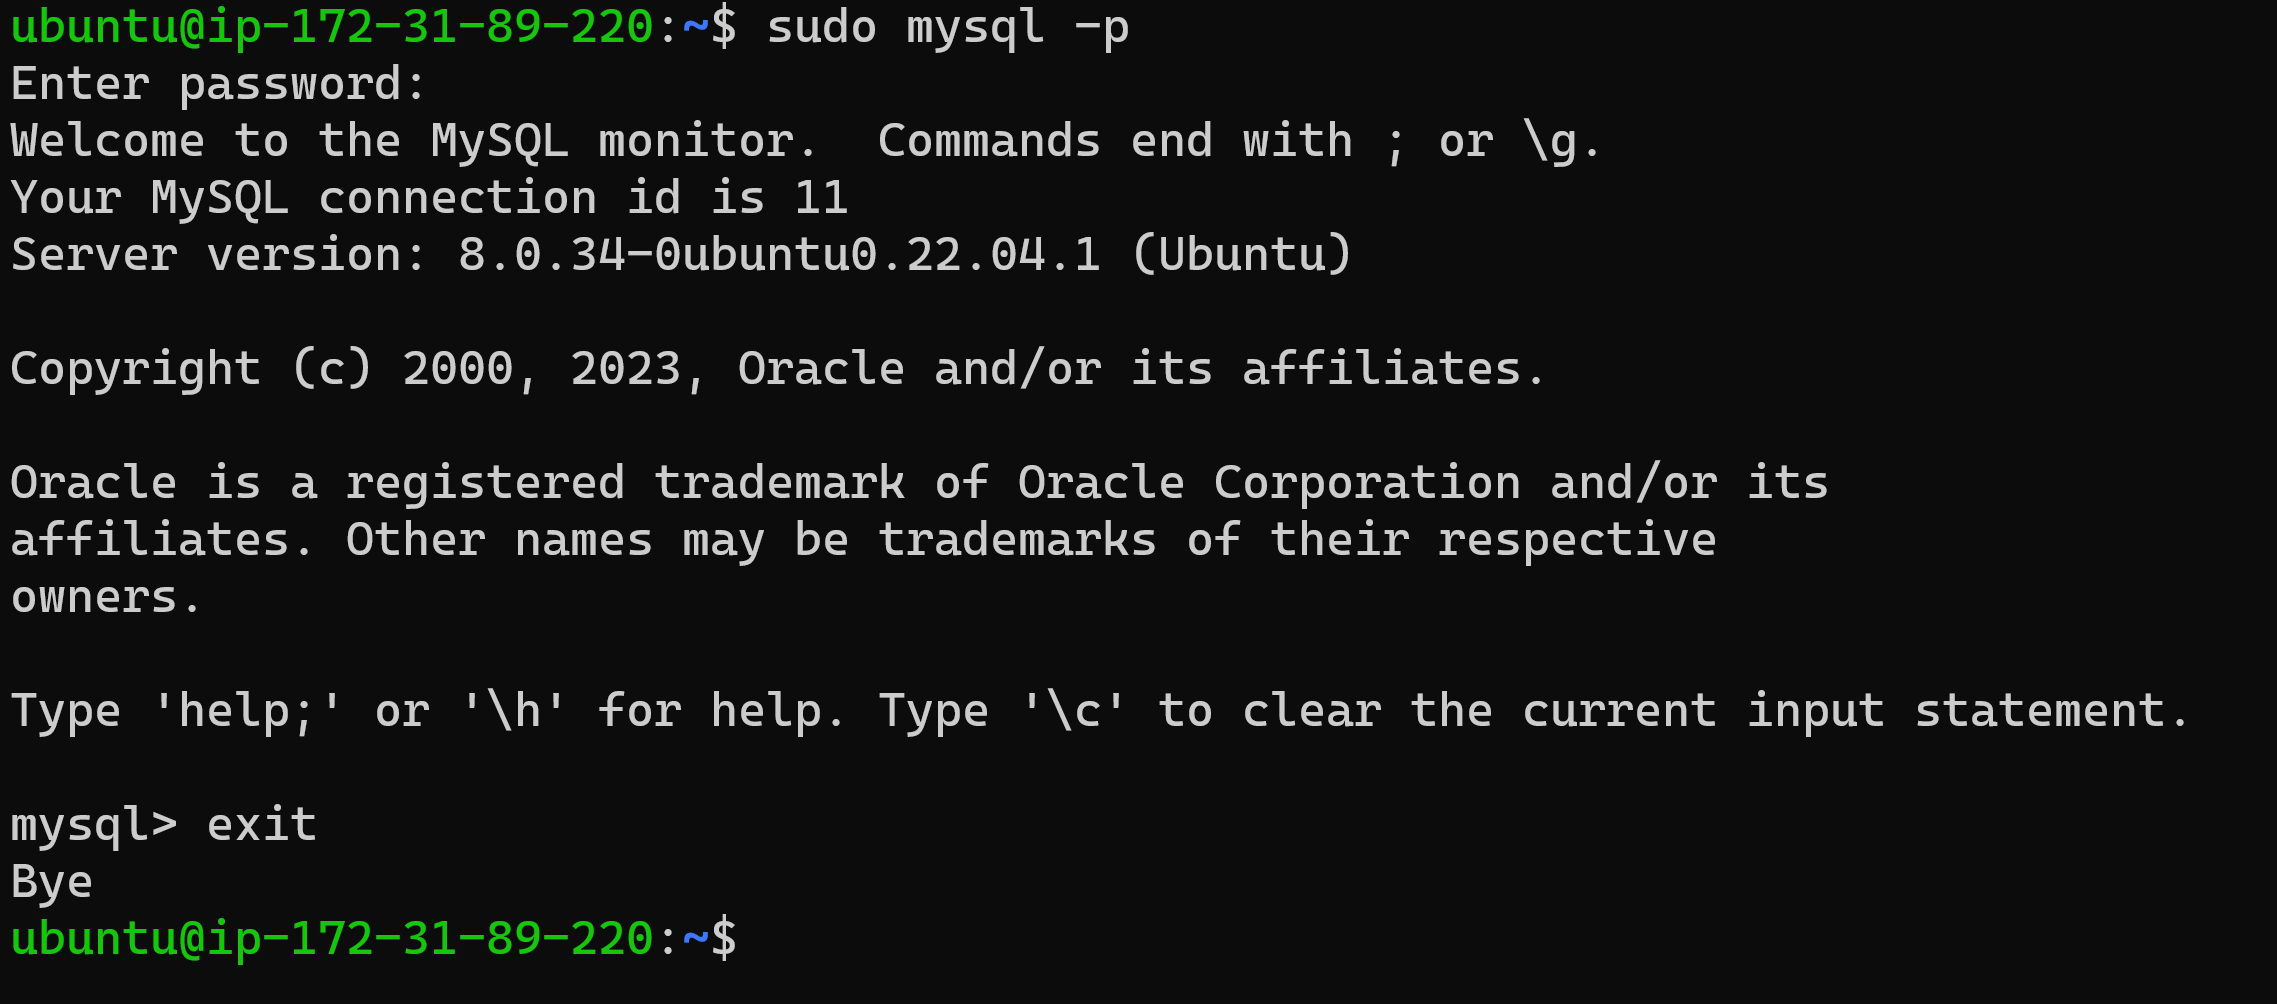 ubuntu@ip-172-31-89-220:~$ sudo mysql -p
Enter password:
Welcome to the MySQL monitor.  Commands end with ; or \g.
Your MySQL connection id is 11
Server version: 8.0.34-0ubuntu0.22.04.1 (Ubuntu)

Copyright (c) 2000, 2023, Oracle and/or its affiliates.

Oracle is a registered trademark of Oracle Corporation and/or its
affiliates. Other names may be trademarks of their respective
owners.

Type 'help;' or '\h' for help. Type '\c' to clear the current input statement.

mysql> exit
Bye
ubuntu@ip-172-31-89-220:~$